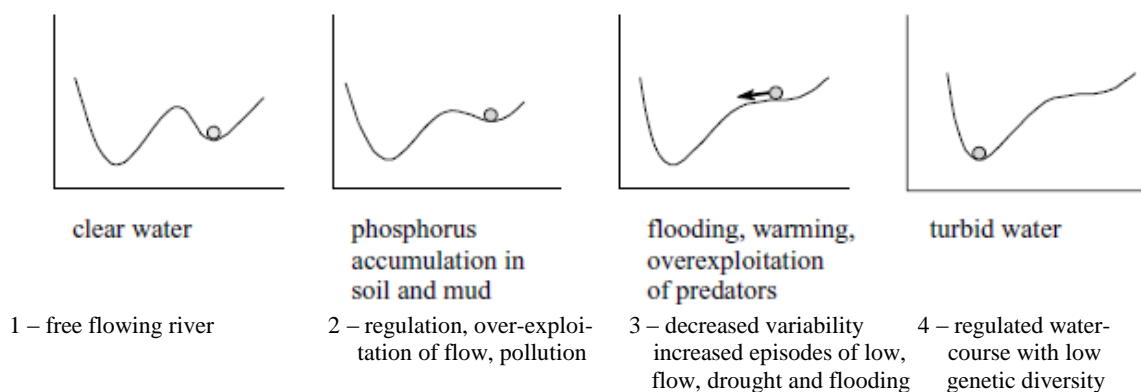 clear water
phosphorus
accumulation in
soil and mud
flooding, warming,
overexploitation
of predators
turbid water
1 – free flowing river
2 – regulation, over-exploi-
tation of flow, pollution
3 – decreased variability
increased episodes of low,
flow, drought and flooding
4 – regulated water-
course with low
genetic diversity